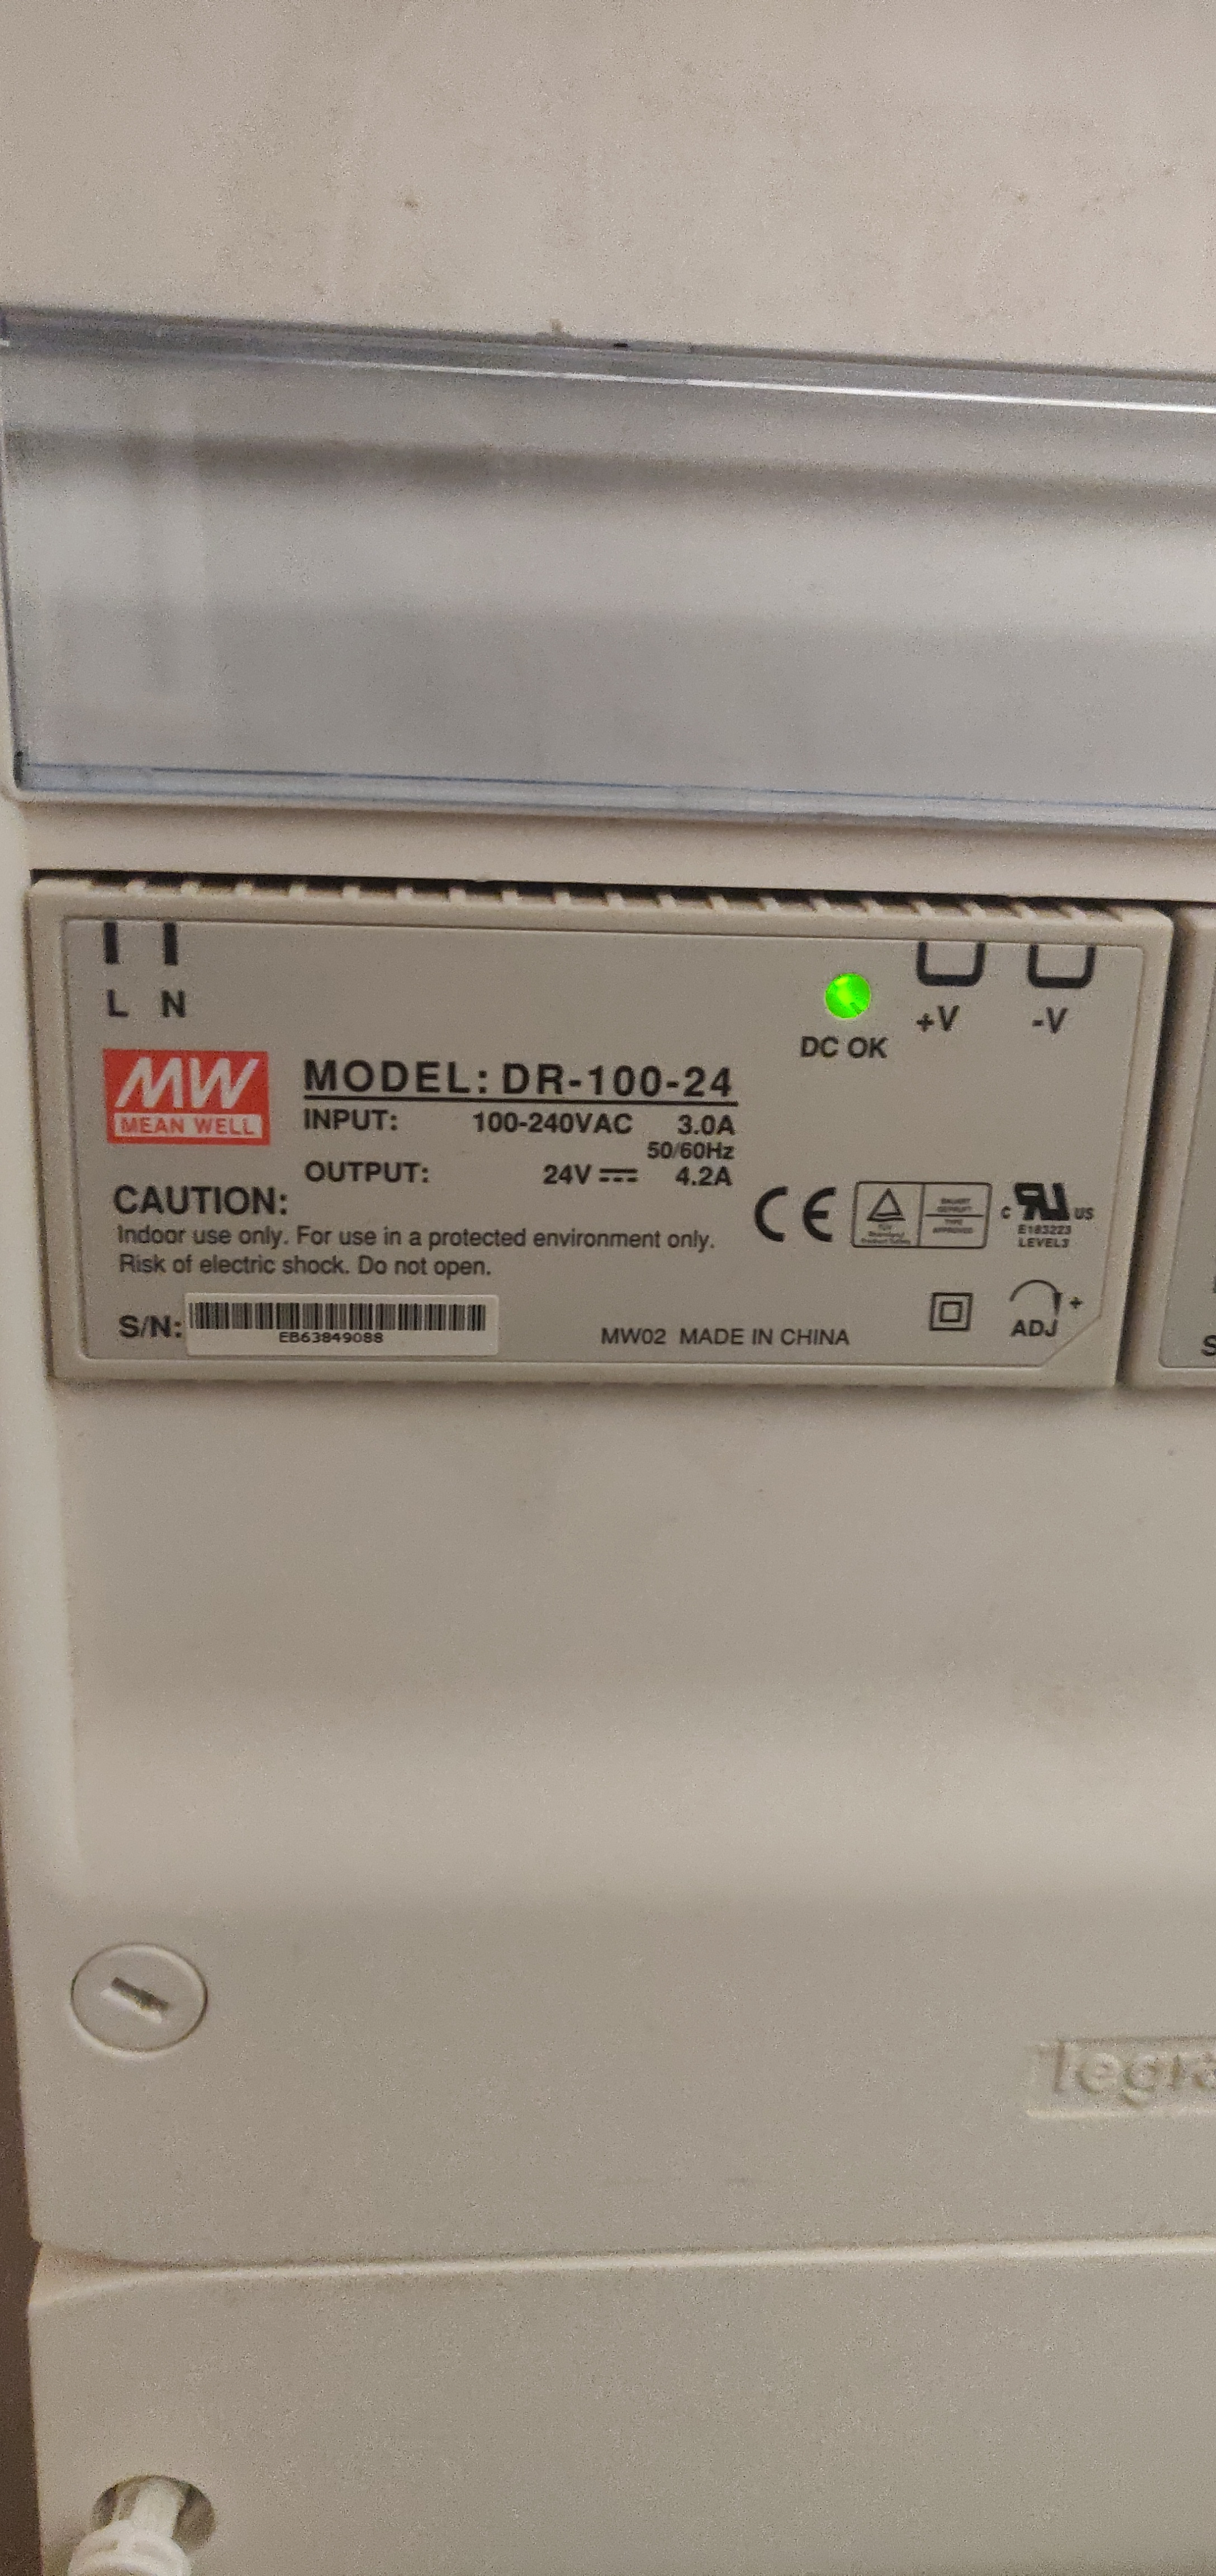 L N
DC OK
+V
-V
MW
MEAN WELL
MODEL: DR-100-24
INPUT: 100-240VAC 3.0A
50/60Hz
OUTPUT: 24V 4.2A
CAUTION:
Indoor use only. For use in a protected environment only.
Risk of electric shock. Do not open.
CE
c US
E183223
LEVEL3
S/N:
EB63849088
MW02 MADE IN CHINA
ADJ +
S
legra